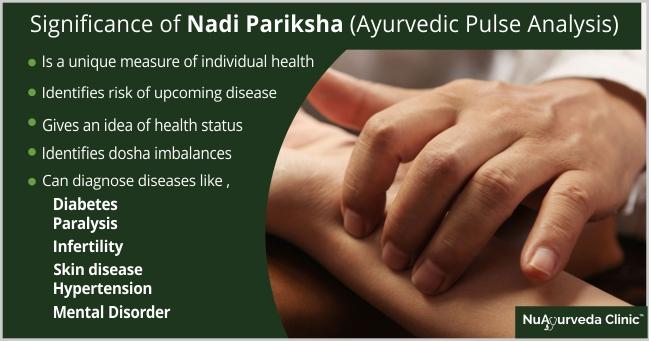 Significance of Nadi Pariksha (Ayurvedic Pulse Analysis)
Is a unique measure of individual health
Identifies risk of upcoming disease
Gives an idea of health status
Identifies dosha imbalances
Can diagnose diseases like ,
Diabetes
Paralysis
Infertility
Skin disease
Hypertension
Mental Disorder
NuAyurveda Clinic™